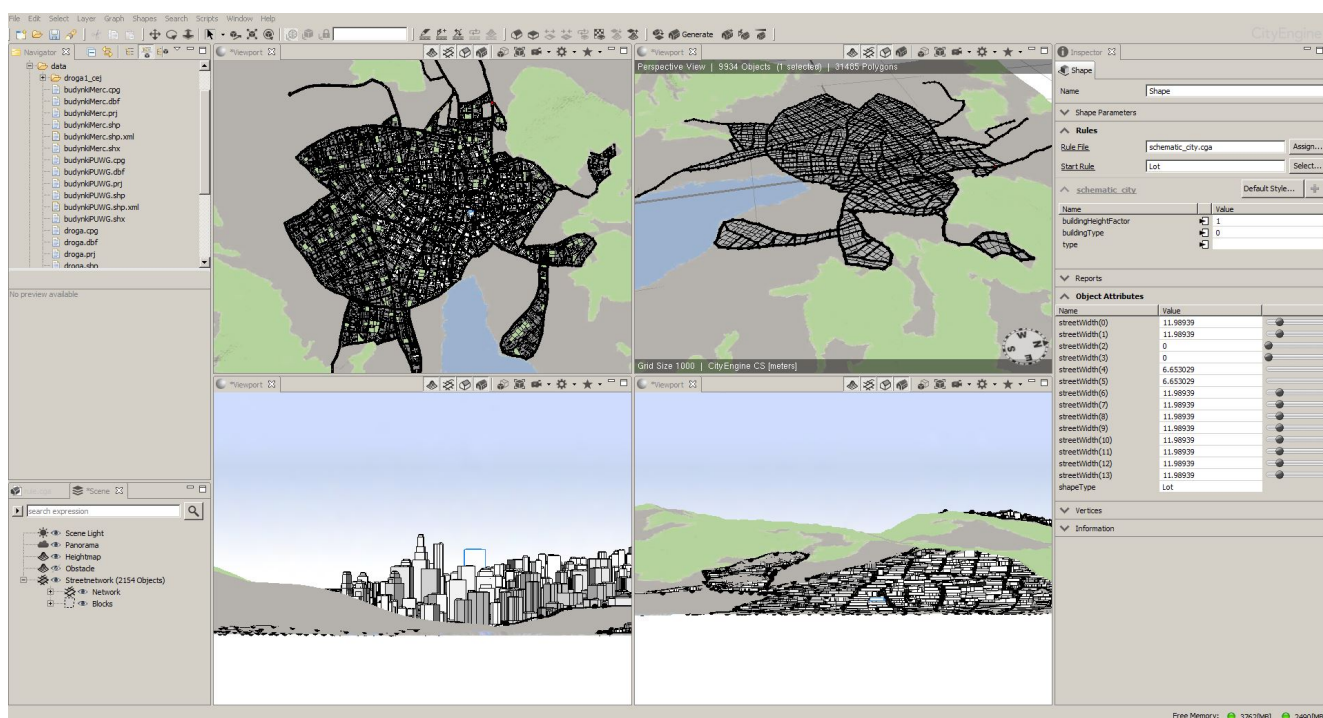 File Edit Select Layer Graph Shapes Search Scripts Window Help
CityEngine
Generate
Navigator
data
droga1_cej
budynkiMerc.cpg
budynkiMerc.dbf
budynkiMerc.prj
budynkiMerc.shp
budynkiMerc.shp.xml
budynkiMerc.shx
budynkiPUWG.cpg
budynkiPUWG.dbf
budynkiPUWG.prj
budynkiPUWG.shp
budynkiPUWG.shp.xml
budynkiPUWG.shx
droga.cpg
droga.dbf
droga.prj
droga.shp
No preview available
*Scene
search expression
Scene Light
Panorama
Heightmap
Obstacle
Streetnetwork (2154 Objects)
Network
Blocks
*Viewport
*Viewport
Perspective View | 9934 Objects (1 selected) | 31465 Polygons
Grid Size 1000 | CityEngine CS [meters]
*Viewport
*Viewport
Inspector
Shape
Name Shape
Shape Parameters
Rules
Rule File schematic_city.cga Assign...
Start Rule Lot Select...
schematic_city Default Style...
Name Value
buildingHeightFactor 1
buildingType 0
type
Reports
Object Attributes
Name Value
streetWidth(0) 11.98939
streetWidth(1) 11.98939
streetWidth(2) 0
streetWidth(3) 0
streetWidth(4) 6.653029
streetWidth(5) 6.653029
streetWidth(6) 11.98939
streetWidth(7) 11.98939
streetWidth(8) 11.98939
streetWidth(9) 11.98939
streetWidth(10) 11.98939
streetWidth(11) 11.98939
streetWidth(12) 11.98939
streetWidth(13) 11.98939
shapeType Lot
Vertices
Information
Free Memory: